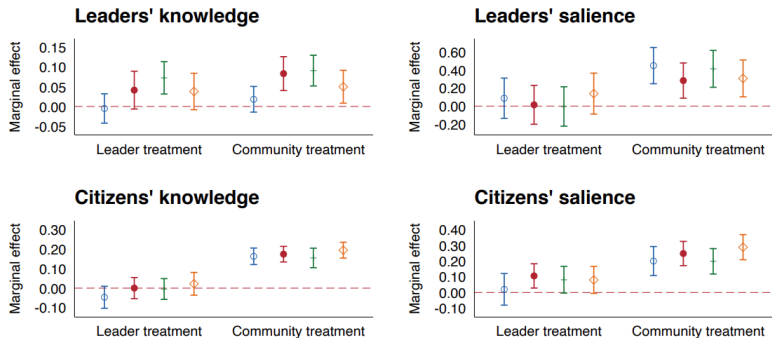 Leaders' knowledge
Marginal effect
0.15
0.10
0.05
0.00
-0.05
Leader treatment Community treatment
Leaders' salience
Marginal effect
0.60
0.40
0.20
0.00
-0.20
Leader treatment Community treatment
Citizens' knowledge
Marginal effect
0.30
0.20
0.10
0.00
-0.10
Leader treatment Community treatment
Citizens' salience
Marginal effect
0.40
0.30
0.20
0.10
0.00
-0.10
Leader treatment Community treatment